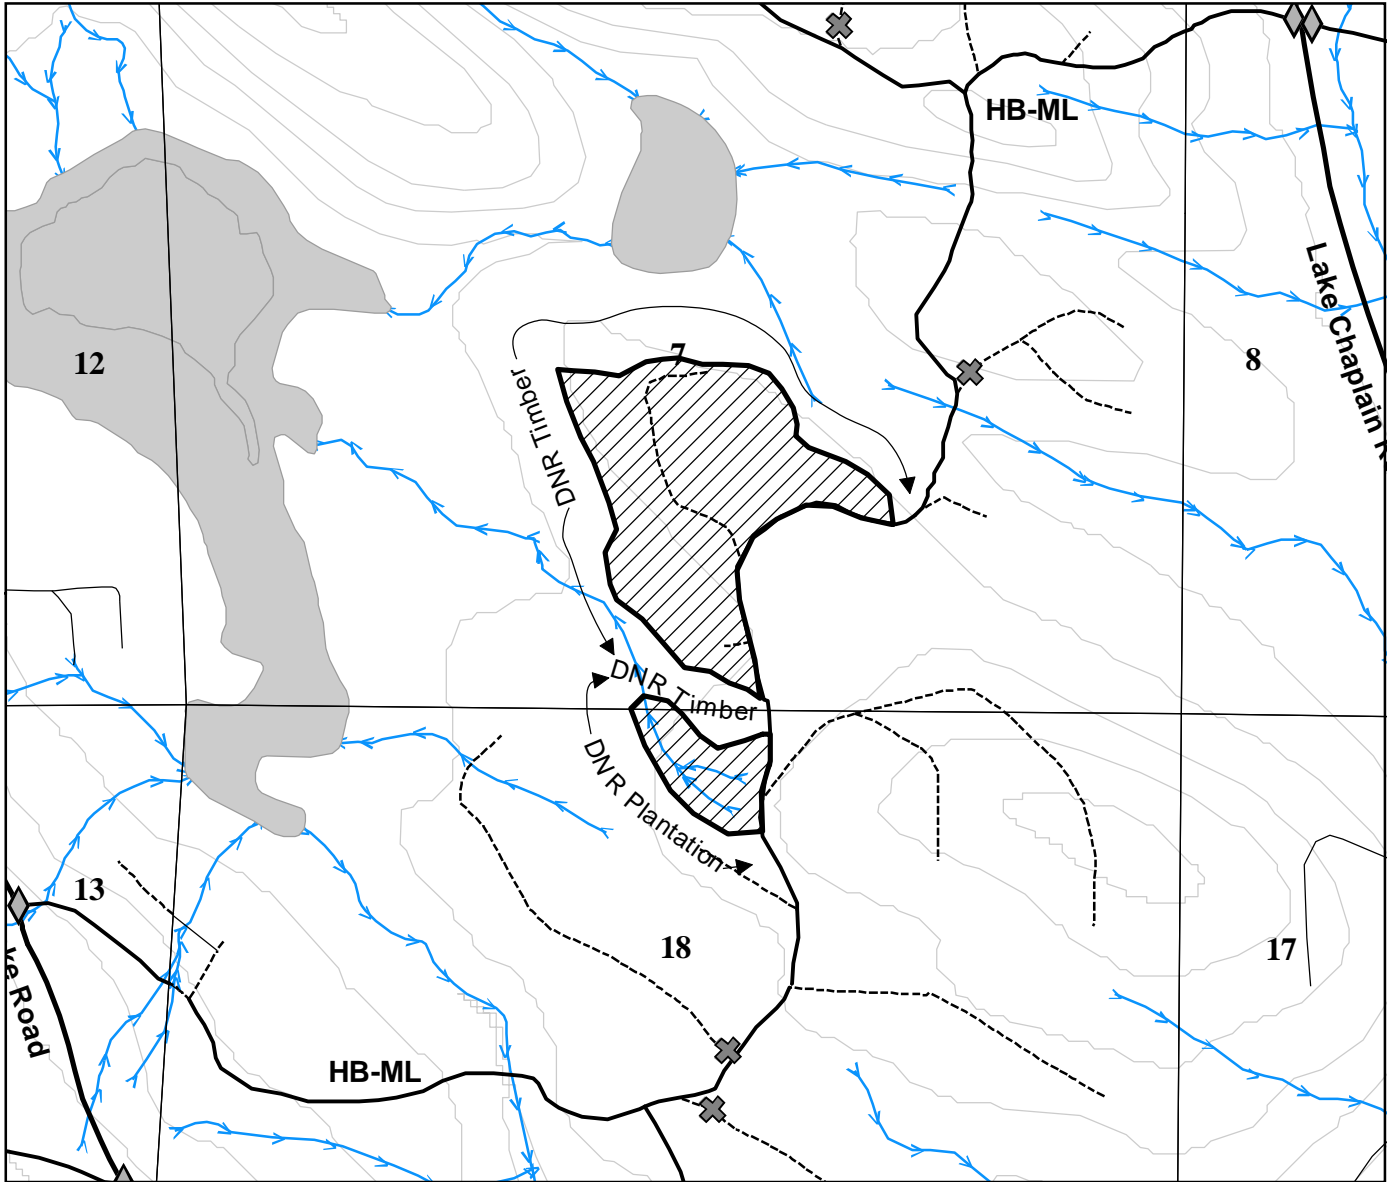 HB-ML
Lake Chaplain R
7
12
8
DNR Timber
DNR Timber
DNR Plantation
13
18
17
ke Road
HB-ML